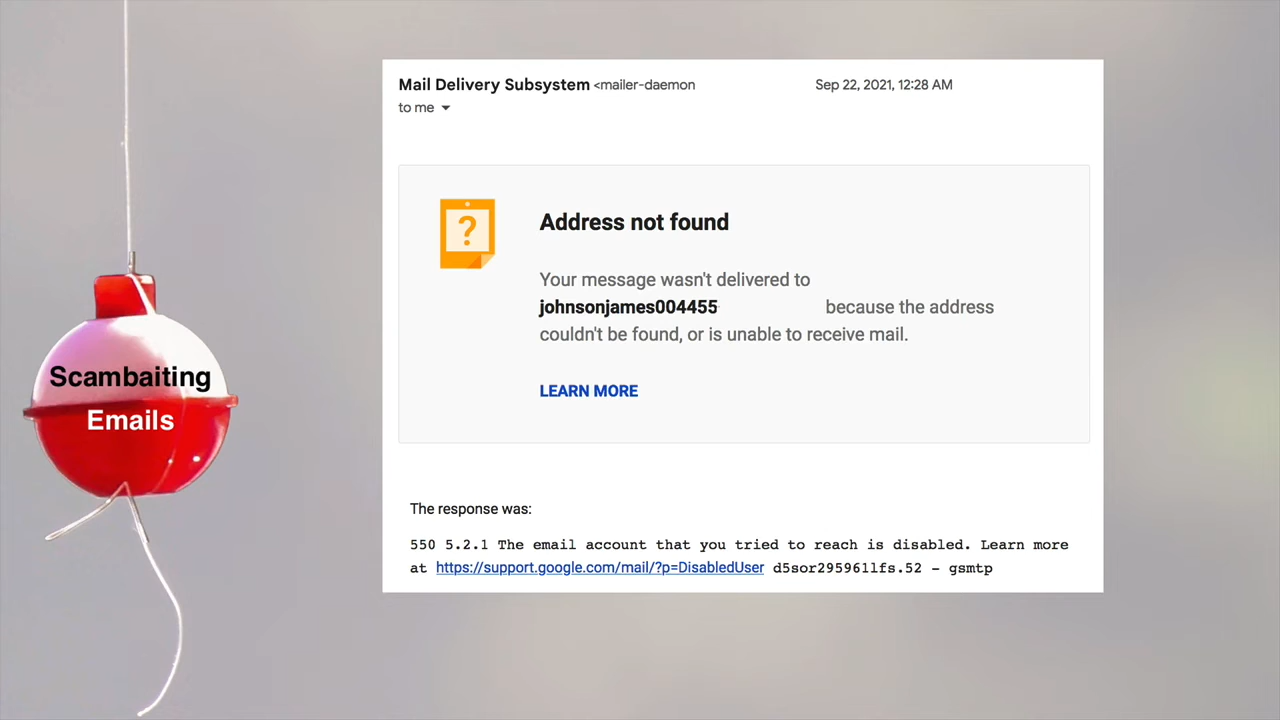 Scambaiting
Emails
Mail Delivery Subsystem <mailer-daemon
Sep 22, 2021, 12:28 AM
to me
?
Address not found
Your message wasn't delivered to
johnsonjames004455 because the address
couldn't be found, or is unable to receive mail.
LEARN MORE
The response was:
550 5.2.1 The email account that you tried to reach is disabled. Learn more
at https://support.google.com/mail/?p=DisabledUser d5sor2959611lfs.52 - gsmtp